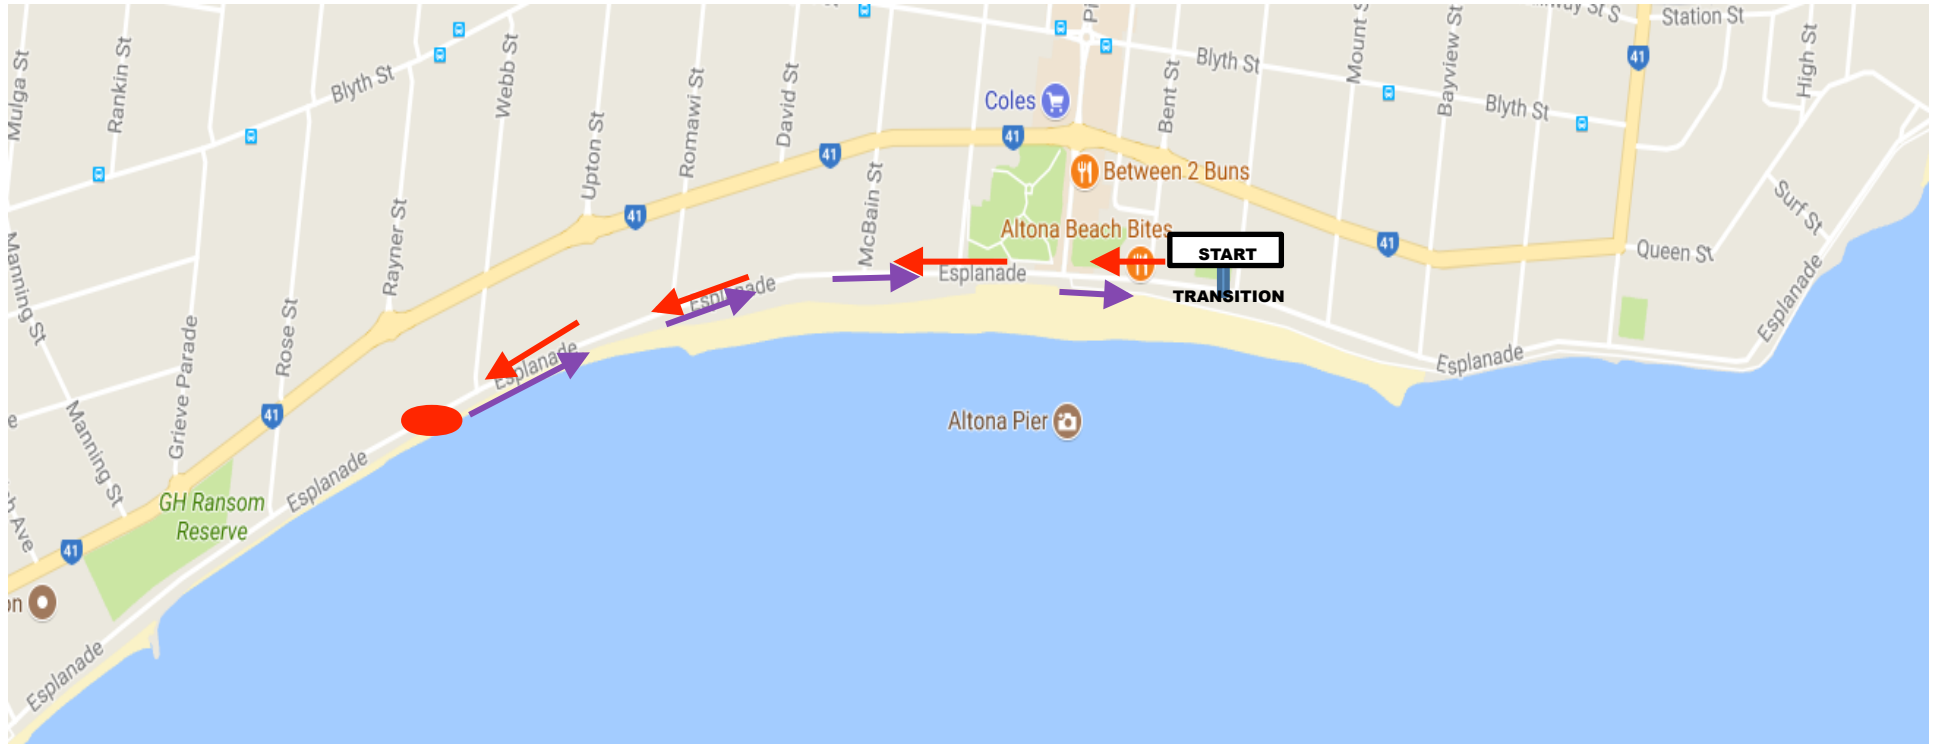 Mulga St
Rankin St
Blyth St
Webb St
Upton St
Romawi St
David St
McBain St
Coles
41
Bent St
Blyth St
Mount S
Bayview St
Blyth St
41
Station St
High St
Between 2 Buns
Altona Beach Bites
41
41
Rayner St
Manning St
Grieve Parade
Rose St
41
Manning St
START
TRANSITION
41
Queen St
Surf St
Esplanade
Esplanade
Esplanade
Esplanade
Esplanade
Esplanade
Altona Pier
GH Ransom
Reserve
41
Esplanade